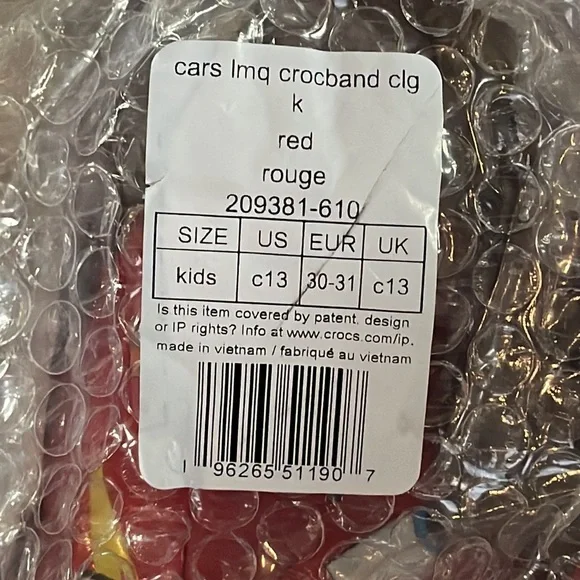 cars lmq crocband clg
k
red
rouge
209381-610
SIZE US EUR UK
kids c13 30-31 c13
Is this item covered by patent, design
or IP rights? Info at www.crocs.com/ip.
made in vietnam / fabriqué au vietnam
1 96265 51190 7